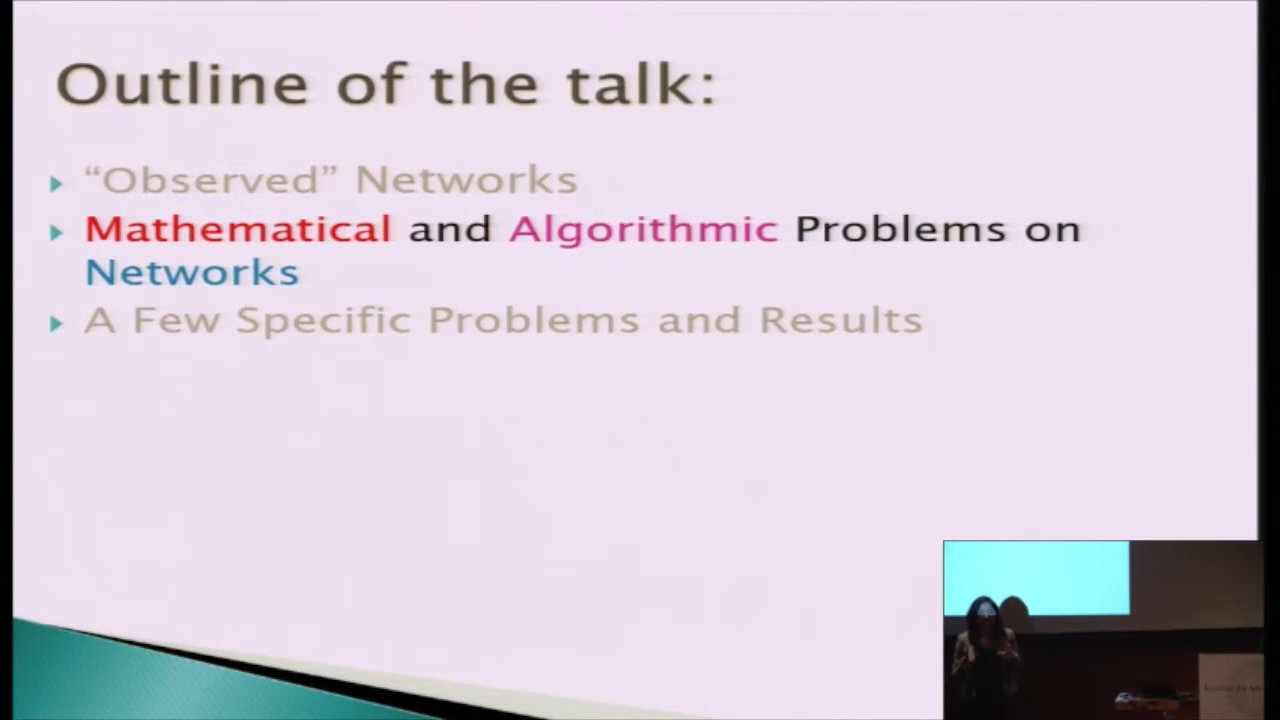 Outline of the talk:
“Observed” Networks
Mathematical and Algorithmic Problems on
Networks
A Few Specific Problems and Results